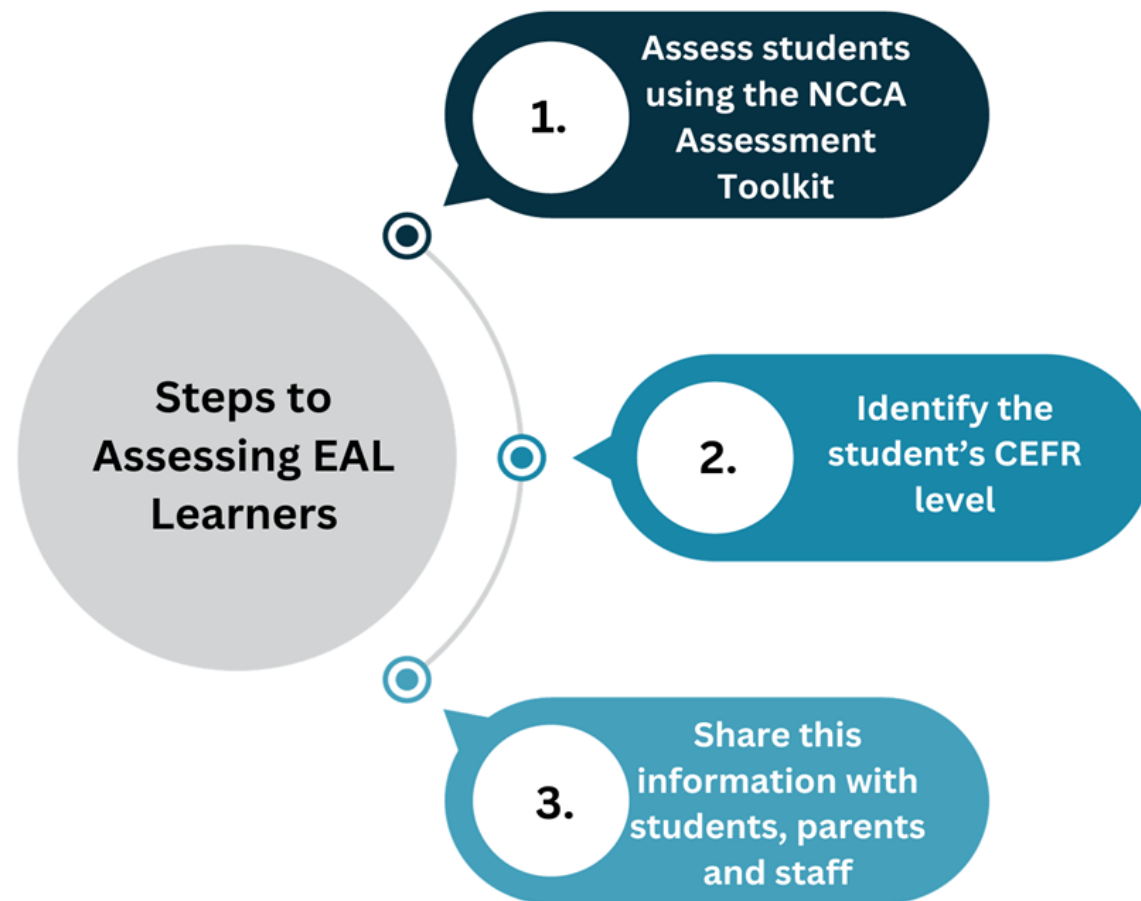 Steps to
Assessing EAL
Learners
1.
Assess students
using the NCCA
Assessment
Toolkit
2.
Identify the
student’s CEFR
level
3.
Share this
information with
students, parents
and staff